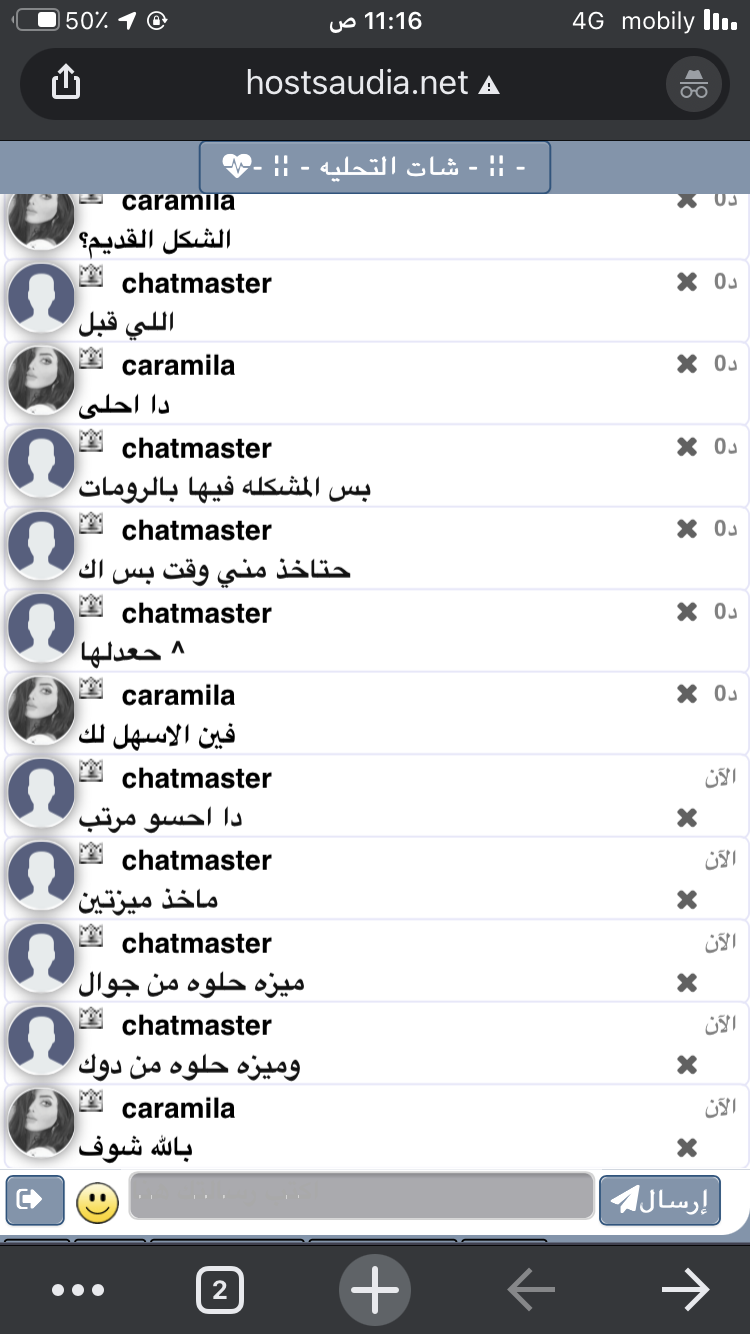 50٪ 11:16 ص 4G mobily
hostsaudia.net
- ¦¦ - شات التحليه - ¦¦ -
caramila 0د
الشكل القديم؟
chatmaster 0د
اللي قبل
caramila 0د
دا احلى
chatmaster 0د
بس المشكله فيها بالرومات
chatmaster 0د
حتاخذ مني وقت بس اك
chatmaster 0د
^ حعدلها
caramila 0د
فين الاسهل لك
chatmaster الآن
دا احسو مرتب
chatmaster الآن
ماخذ ميزتين
chatmaster الآن
ميزه حلوه من جوال
chatmaster الآن
وميزه حلوه من دوك
caramila الآن
بالله شوف
إرسال
2